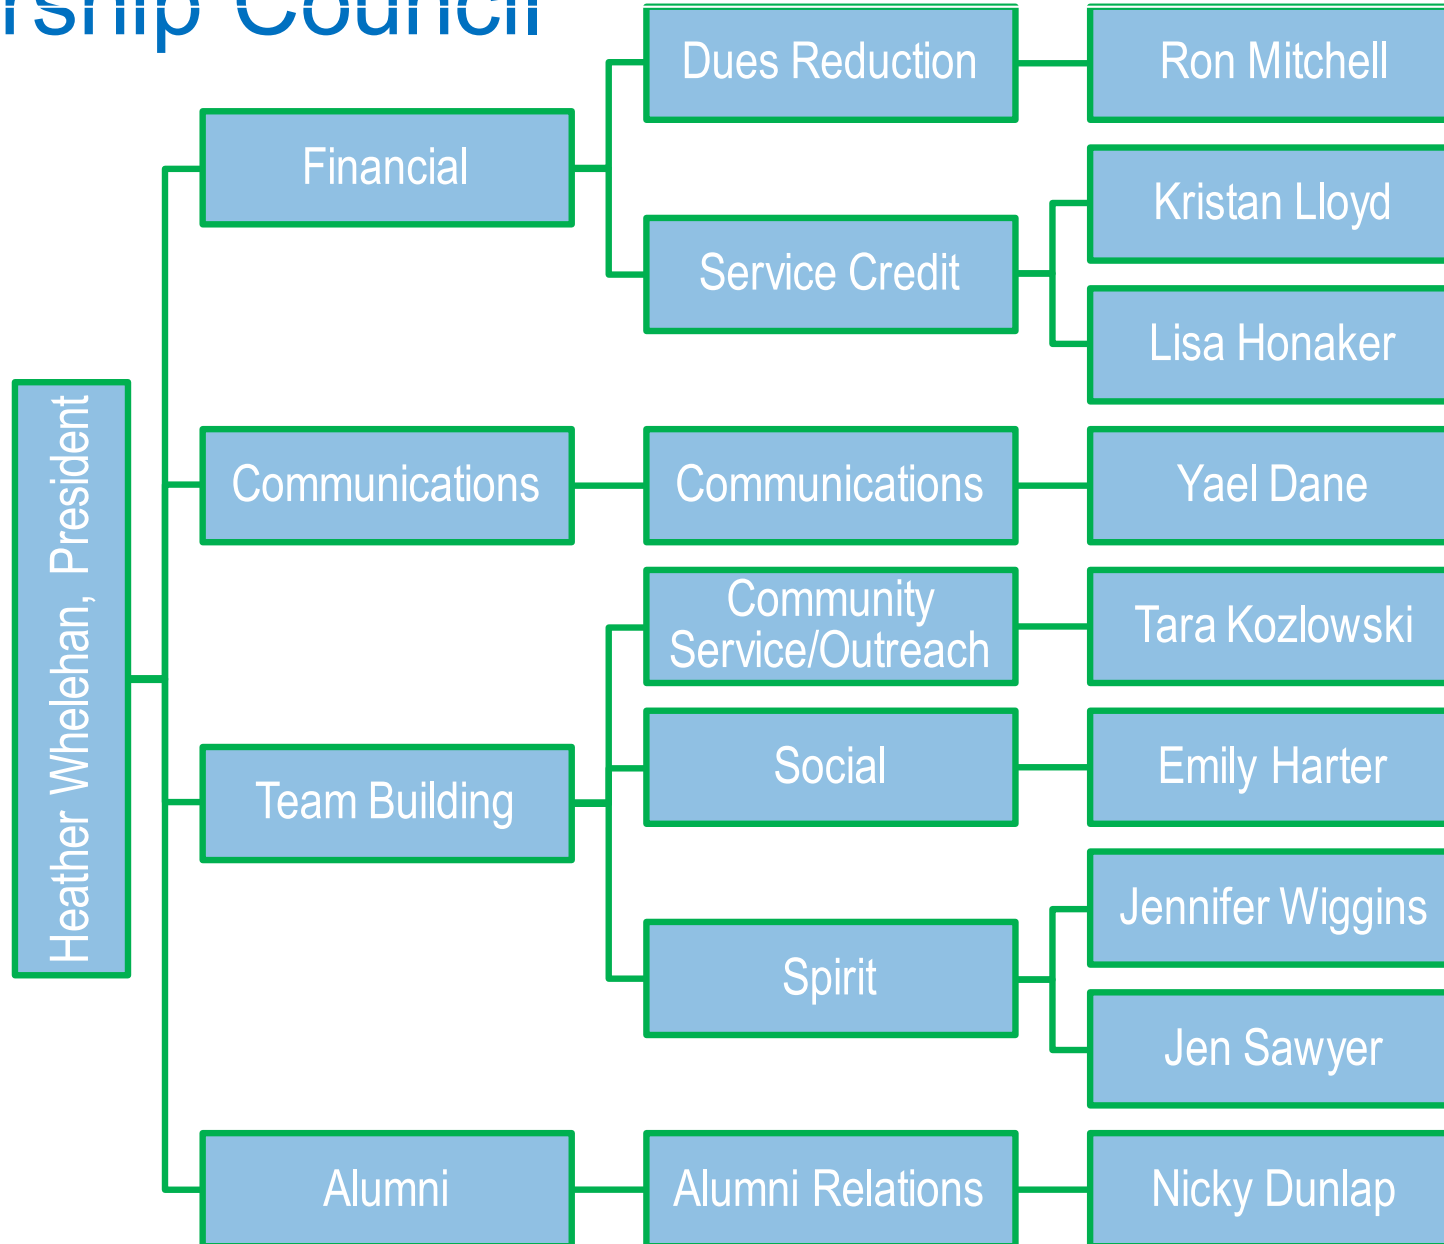 Council
Dues Reduction
Ron Mitchell
Financial
Kristan Lloyd
Service Credit
Lisa Honaker
Heather Whelehan, President
Communications
Communications
Yael Dane
Community
Service/Outreach
Tara Kozlowski
Team Building
Social
Emily Harter
Jennifer Wiggins
Spirit
Jen Sawyer
Alumni
Alumni Relations
Nicky Dunlap